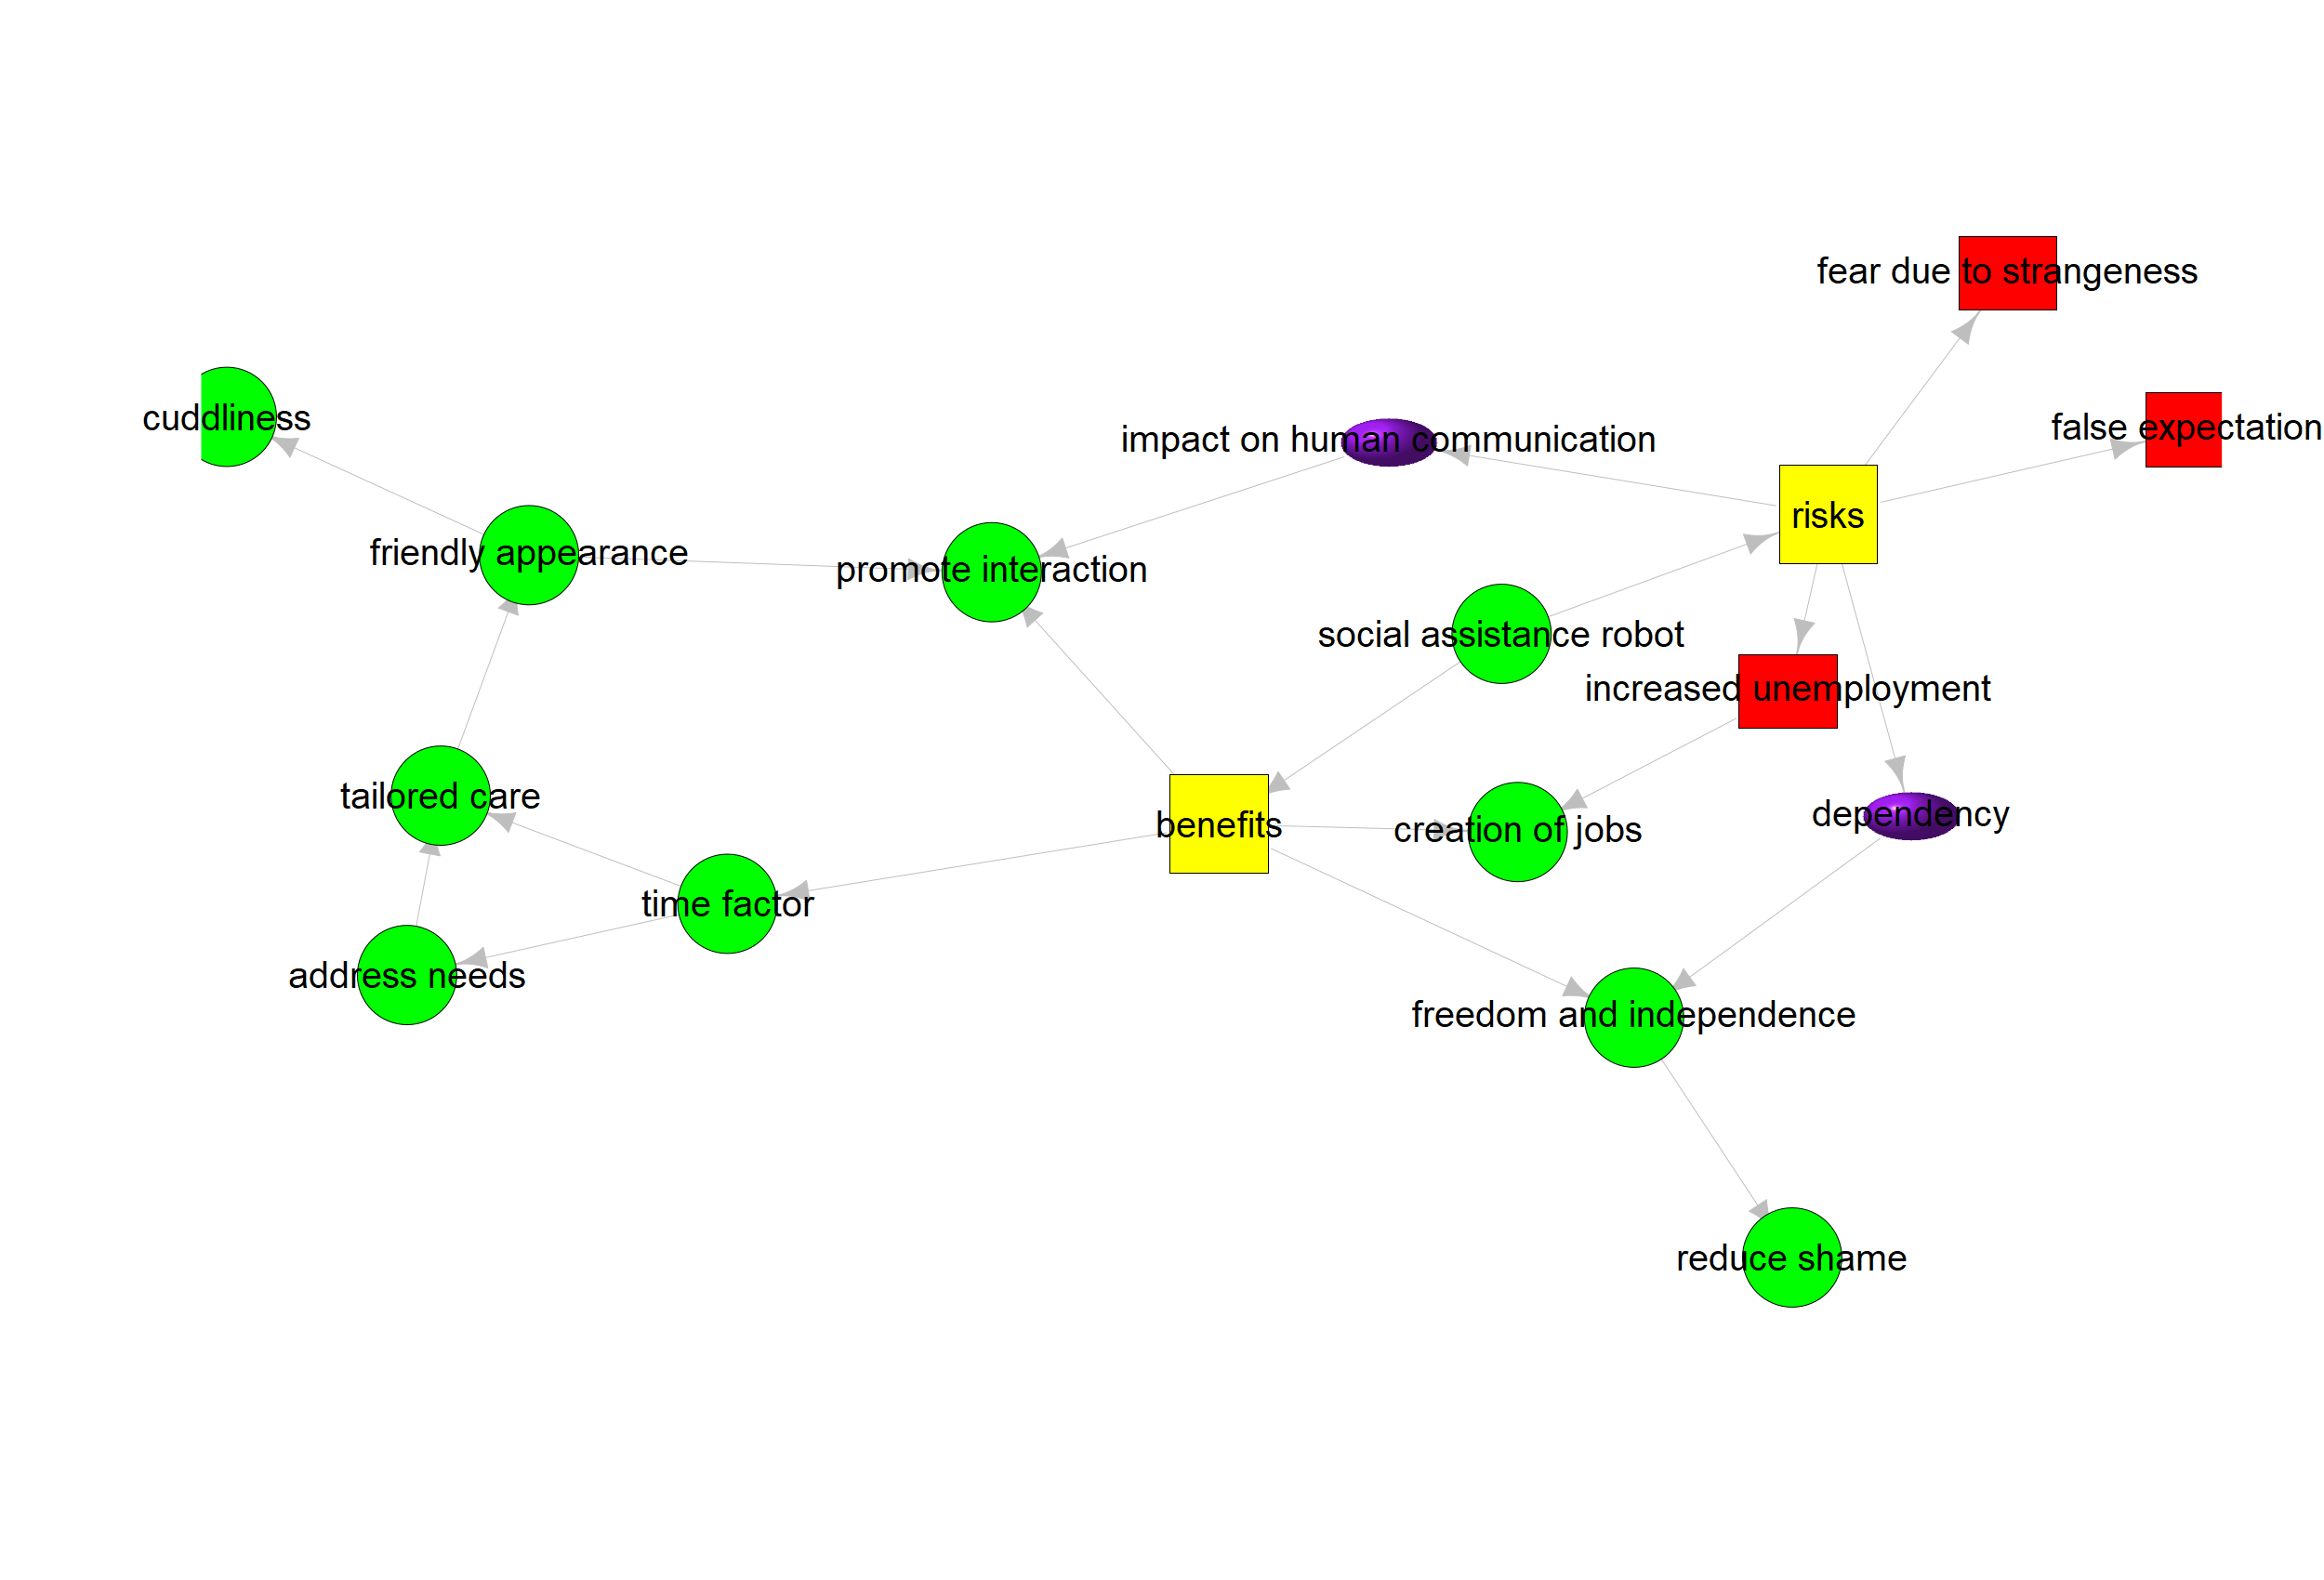 fear due to strangeness
cuddliness
false expectation
impact on human communication
risks
friendly appearance
promote interaction
social assistance robot
increased unemployment
tailored care
benefits
creation of jobs
dependency
time factor
address needs
freedom and independence
reduce shame